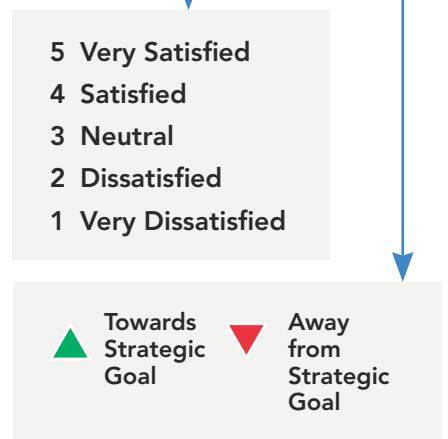 5 Very Satisfied
4 Satisfied
3 Neutral
2 Dissatisfied
1 Very Dissatisfied
Towards
Strategic
Goal
Away
from
Strategic
Goal